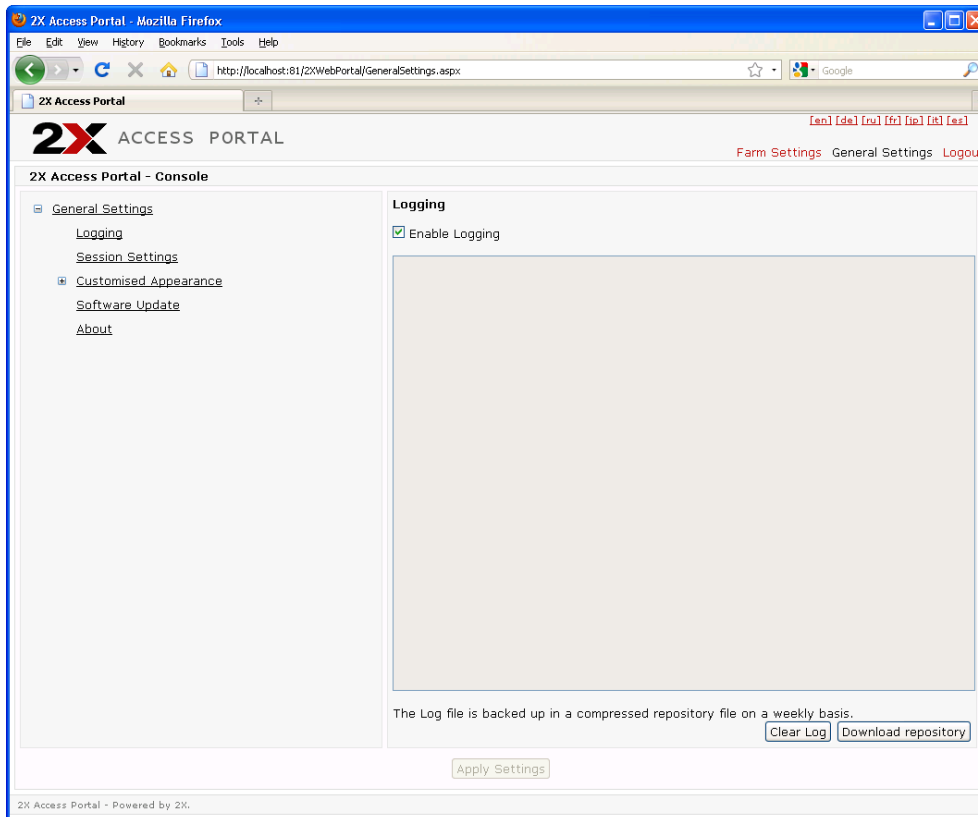 2X Access Portal - Mozilla Firefox
File Edit View History Bookmarks Tools Help
http://localhost:81/2XWebPortal/GeneralSettings.aspx
Google
2X Access Portal
[en] [de] [ru] [fr] [jp] [it] [es]
2X ACCESS PORTAL
Farm Settings General Settings Logou
2X Access Portal - Console
General Settings
Logging
Session Settings
Customised Appearance
Software Update
About
Logging
Enable Logging
The Log file is backed up in a compressed repository file on a weekly basis.
Clear Log Download repository
Apply Settings
2X Access Portal - Powered by 2X.